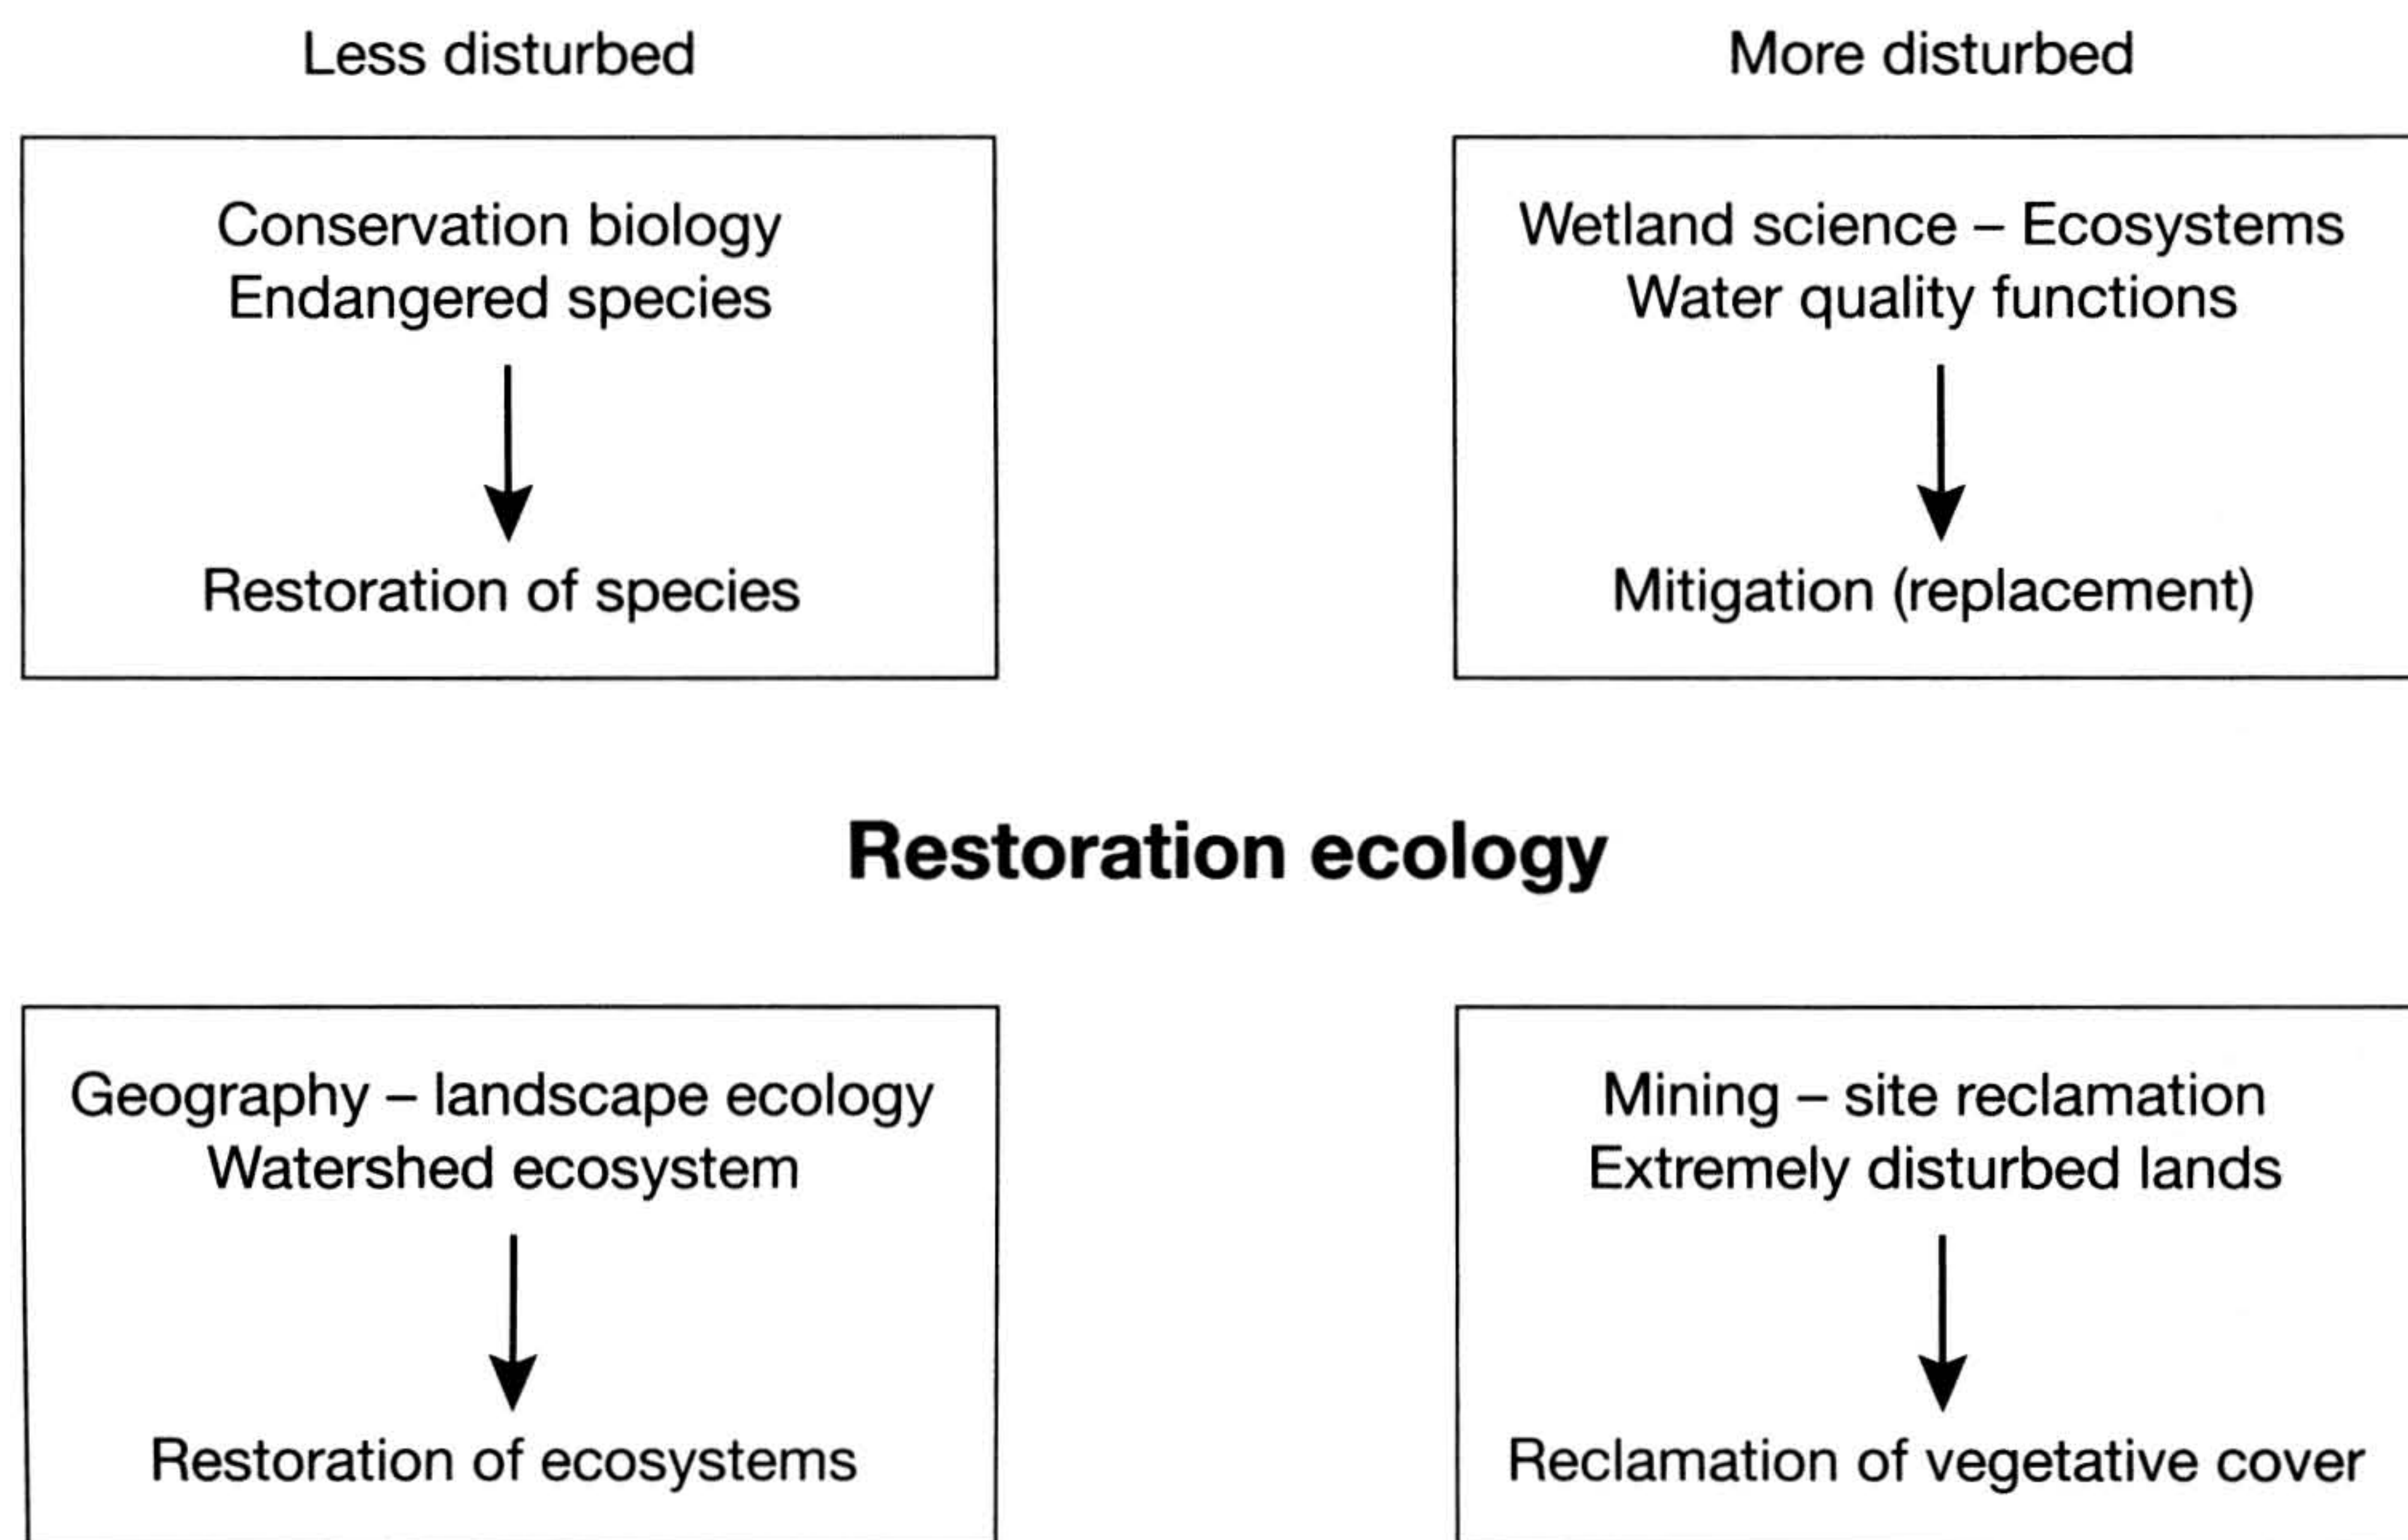 Less disturbed
More disturbed
Conservation biology
Endangered species
Restoration of species
Wetland science – Ecosystems
Water quality functions
Mitigation (replacement)
Restoration ecology
Geography – landscape ecology
Watershed ecosystem
Restoration of ecosystems
Mining – site reclamation
Extremely disturbed lands
Reclamation of vegetative cover